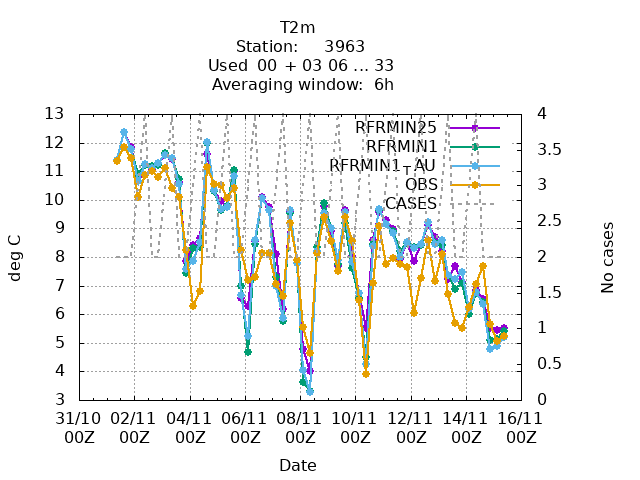 T2m
Station: 3963
Used 00 + 03 06 ... 33
Averaging window: 6h
13
12
11
10
9
8
7
6
5
4
3
deg C
4
3.5
3
2.5
2
1.5
1
0.5
0
No cases
RFRMIN25
RFRMIN1
RFRMIN1_AU
OBS
CASES
31/10 02/11 04/11 06/11 08/11 10/11 12/11 14/11 16/11
00Z 00Z 00Z 00Z 00Z 00Z 00Z 00Z 00Z
Date